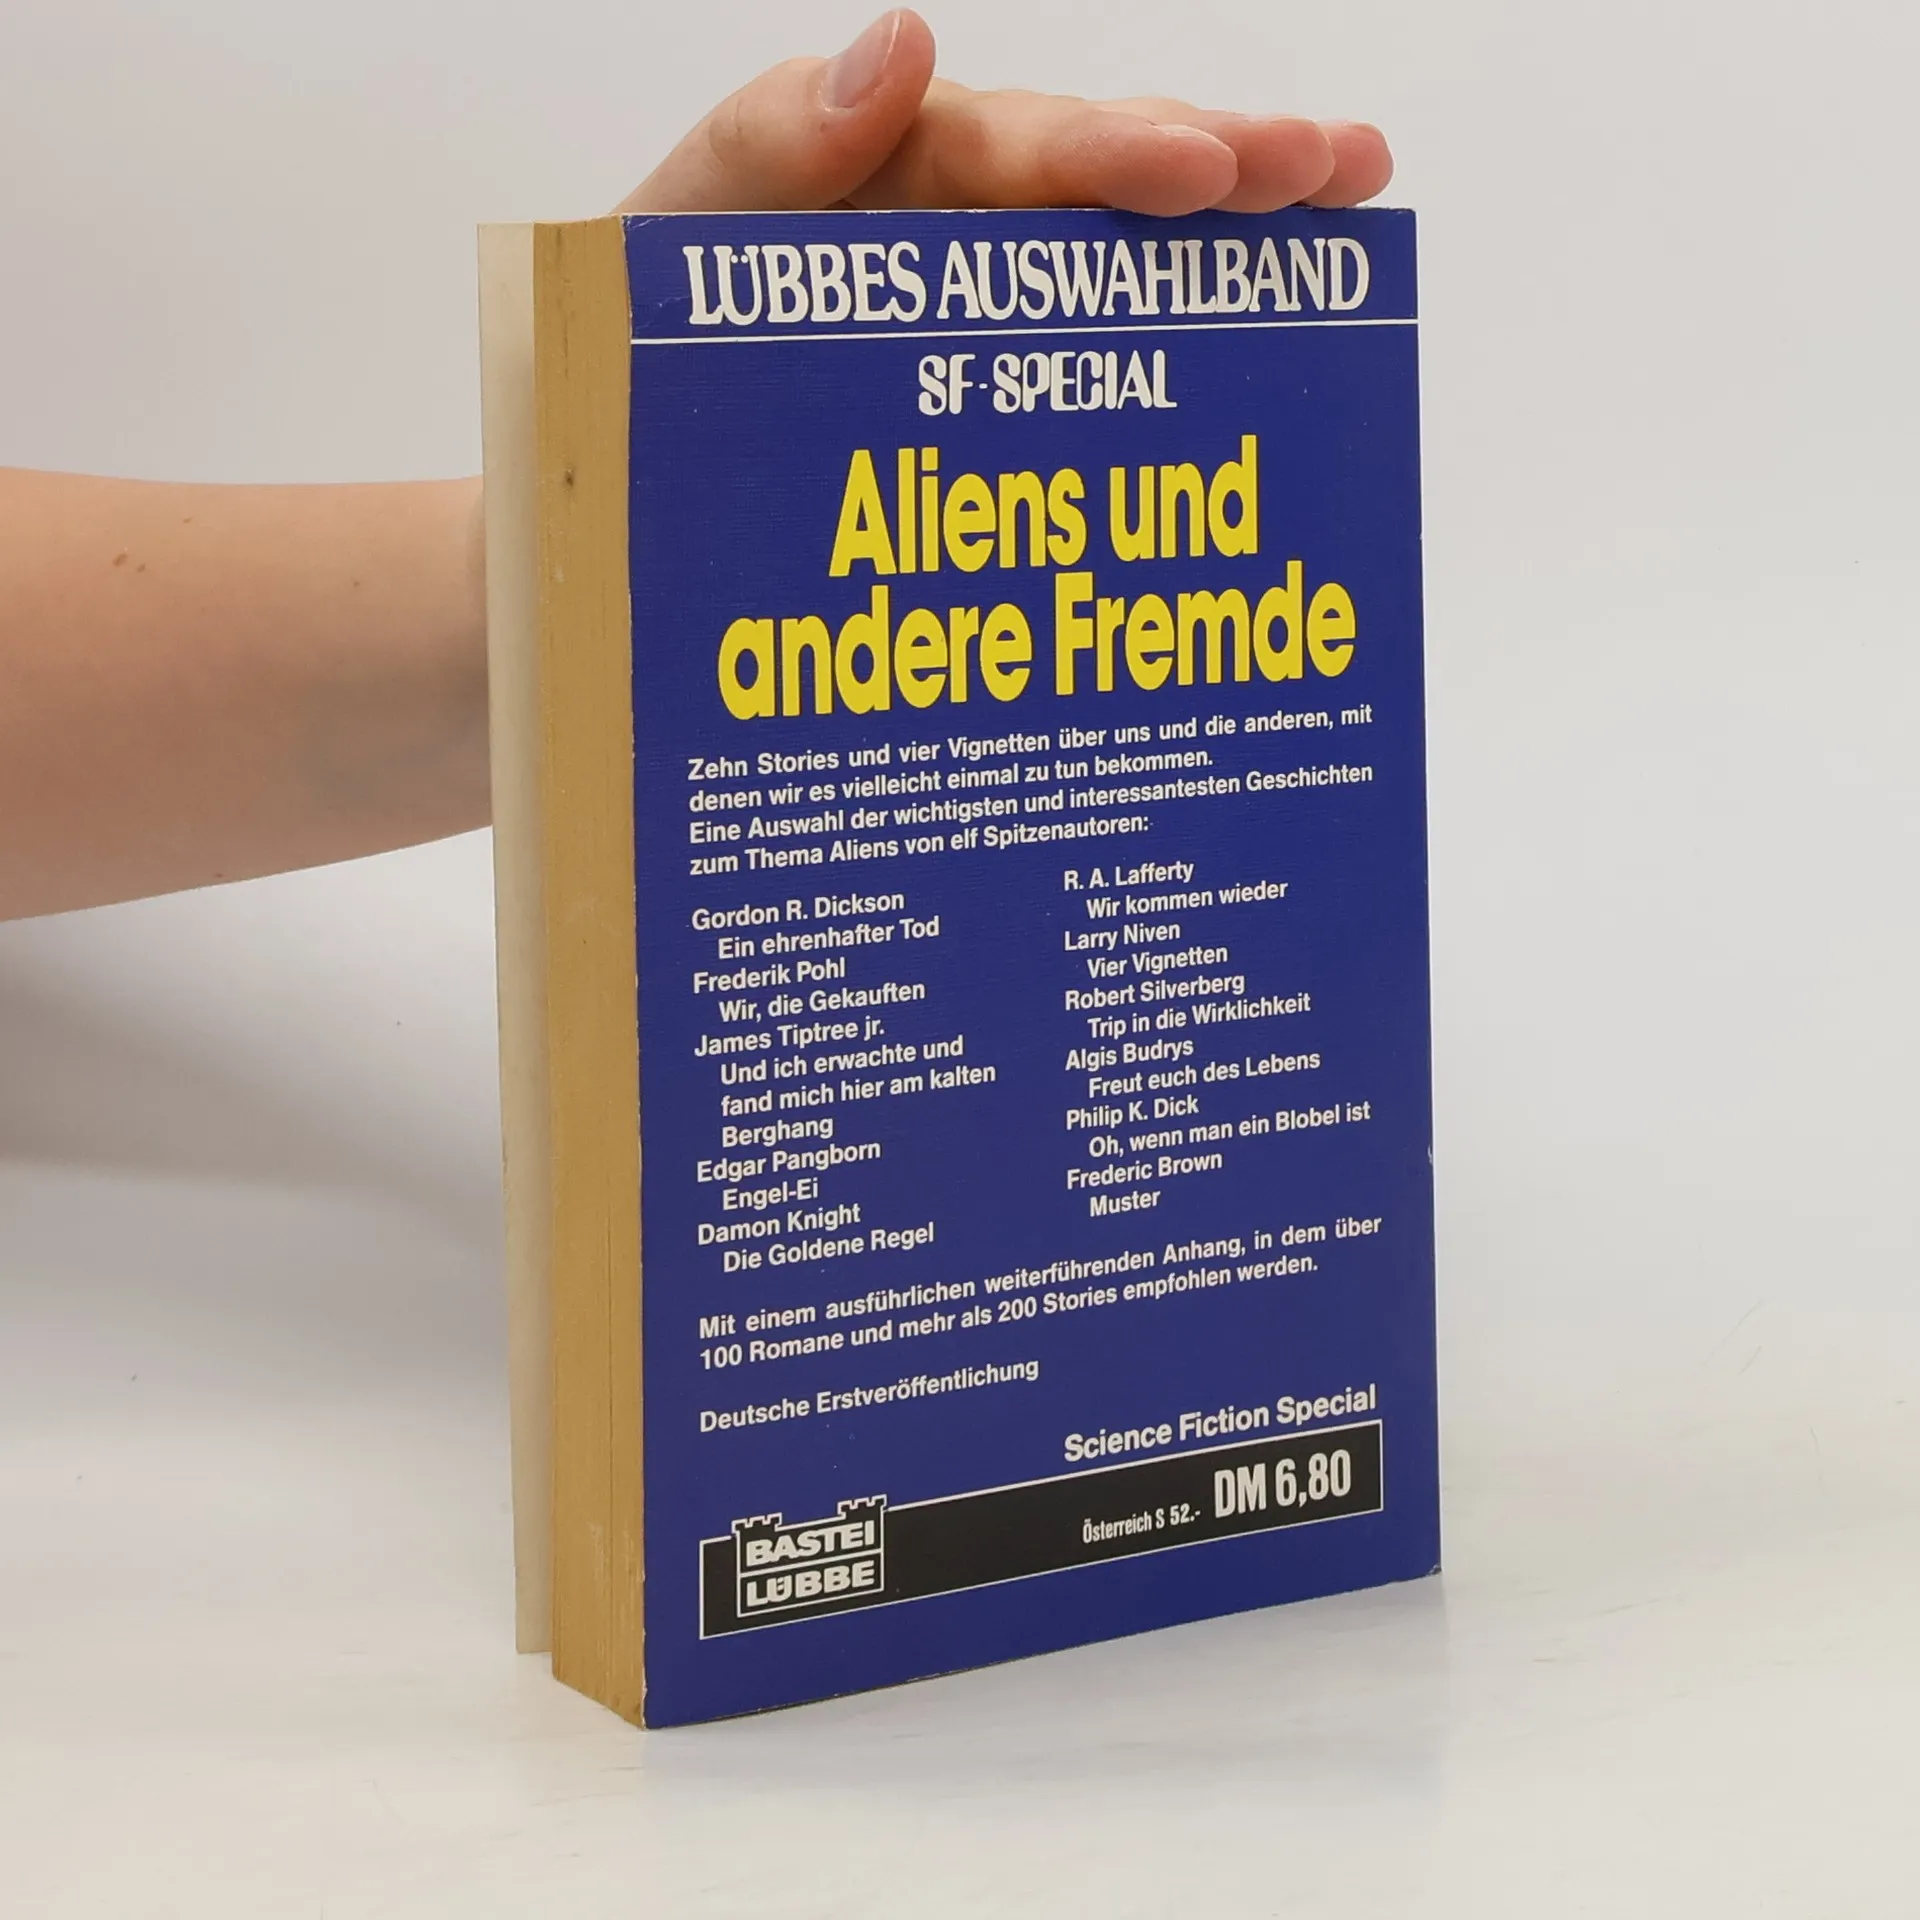 LÜBBES AUSWAHLBAND
SF-SPECIAL
Aliens und
andere Fremde
Zehn Stories und vier Vignetten über uns und die anderen, mit
denen wir es vielleicht einmal zu tun bekommen.
Eine Auswahl der wichtigsten und interessantesten Geschichten
zum Thema Aliens von elf Spitzenautoren:
Gordon R. Dickson
Ein ehrenhafter Tod
Frederik Pohl
Wir, die Gekauften
James Tiptree jr.
Und ich erwachte und
fand mich hier am kalten
Berghang
Edgar Pangborn
Engel-Ei
Damon Knight
Die Goldene Regel
R. A. Lafferty
Wir kommen wieder
Larry Niven
Vier Vignetten
Robert Silverberg
Trip in die Wirklichkeit
Algis Budrys
Freut euch des Lebens
Philip K. Dick
Oh, wenn man ein Blobel ist
Frederic Brown
Muster
Mit einem ausführlichen weiterführenden Anhang, in dem über
100 Romane und mehr als 200 Stories empfohlen werden.
Deutsche Erstveröffentlichung
Science Fiction Special
Österreich S 52.- DM 6,80
BASTEI
LÜBBE